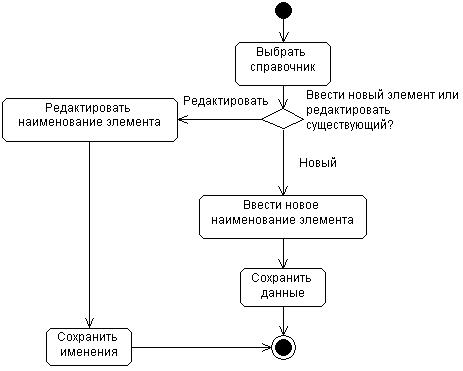 Выбрать
справочник
Ввести новый элемент или
редактировать
существующий?
Редактировать
Редактировать
наименование элемента
Новый
Ввести новое
наименование элемента
Сохранить
данные
Сохранить
именения